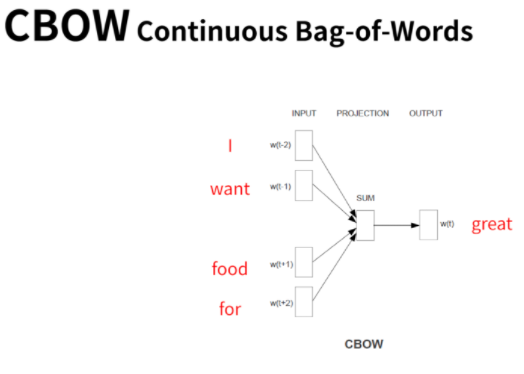 CBOW Continuous Bag-of-Words
INPUT PROJECTION OUTPUT
I w(t-2)
want w(t-1)
SUM
w(t) great
food w(t+1)
for w(t+2)
CBOW